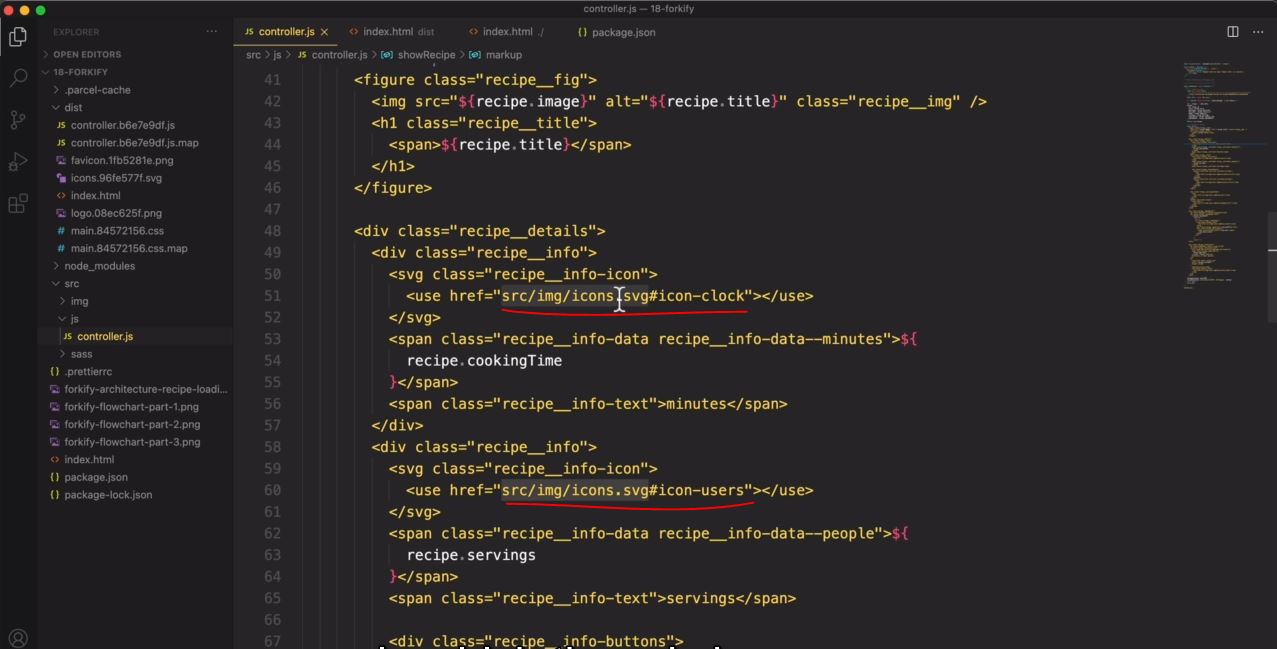 controller.js — 18-forkify
EXPLORER
OPEN EDITORS
18-FORKIFY
.parcel-cache
dist
JS controller.b6e7e9df.js
JS controller.b6e7e9df.js.map
favicon.1fb5281e.png
icons.96fe577f.svg
<> index.html
logo.08ec625f.png
# main.84572156.css
# main.84572156.css.map
node_modules
src
img
js
JS controller.js
sass
{} .prettierrc
forkify-architecture-recipe-loadi...
forkify-flowchart-part-1.png
forkify-flowchart-part-2.png
forkify-flowchart-part-3.png
<> index.html
{} package.json
{} package-lock.json
JS controller.js × <> index.html dist <> index.html ./ {} package.json
src > js > JS controller.js > showRecipe > markup
41 <figure class="recipe__fig">
42 <img src="${recipe.image}" alt="${recipe.title}" class="recipe__img" />
43 <h1 class="recipe__title">
44 <span>${recipe.title}</span>
45 </h1>
46 </figure>
47
48 <div class="recipe__details">
49 <div class="recipe__info">
50 <svg class="recipe__info-icon">
51 <use href="src/img/icons.svg#icon-clock"></use>
52 </svg>
53 <span class="recipe__info-data recipe__info-data--minutes">${
54 recipe.cookingTime
55 }</span>
56 <span class="recipe__info-text">minutes</span>
57 </div>
58 <div class="recipe__info">
59 <svg class="recipe__info-icon">
60 <use href="src/img/icons.svg#icon-users"></use>
61 </svg>
62 <span class="recipe__info-data recipe__info-data--people">${
63 recipe.servings
64 }</span>
65 <span class="recipe__info-text">servings</span>
66
67 <div class="recipe__info-buttons">